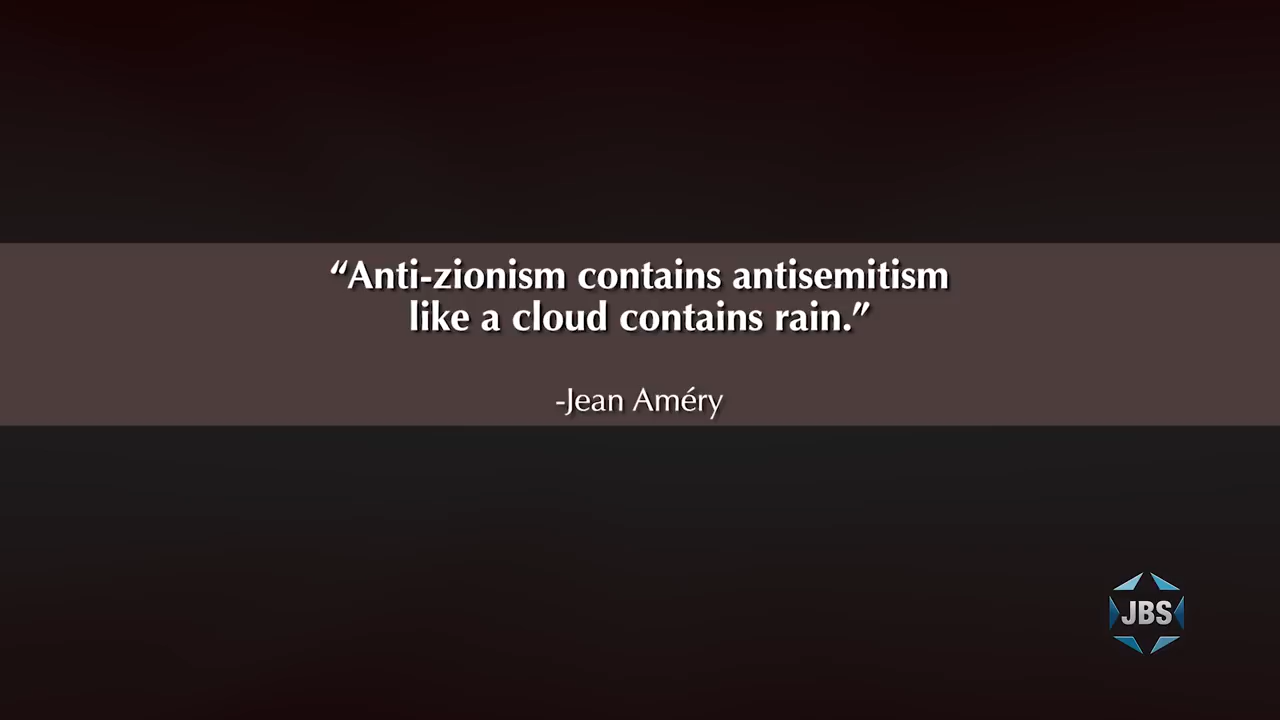 “Anti-zionism contains antisemitism
like a cloud contains rain.”
-Jean Améry
JBS